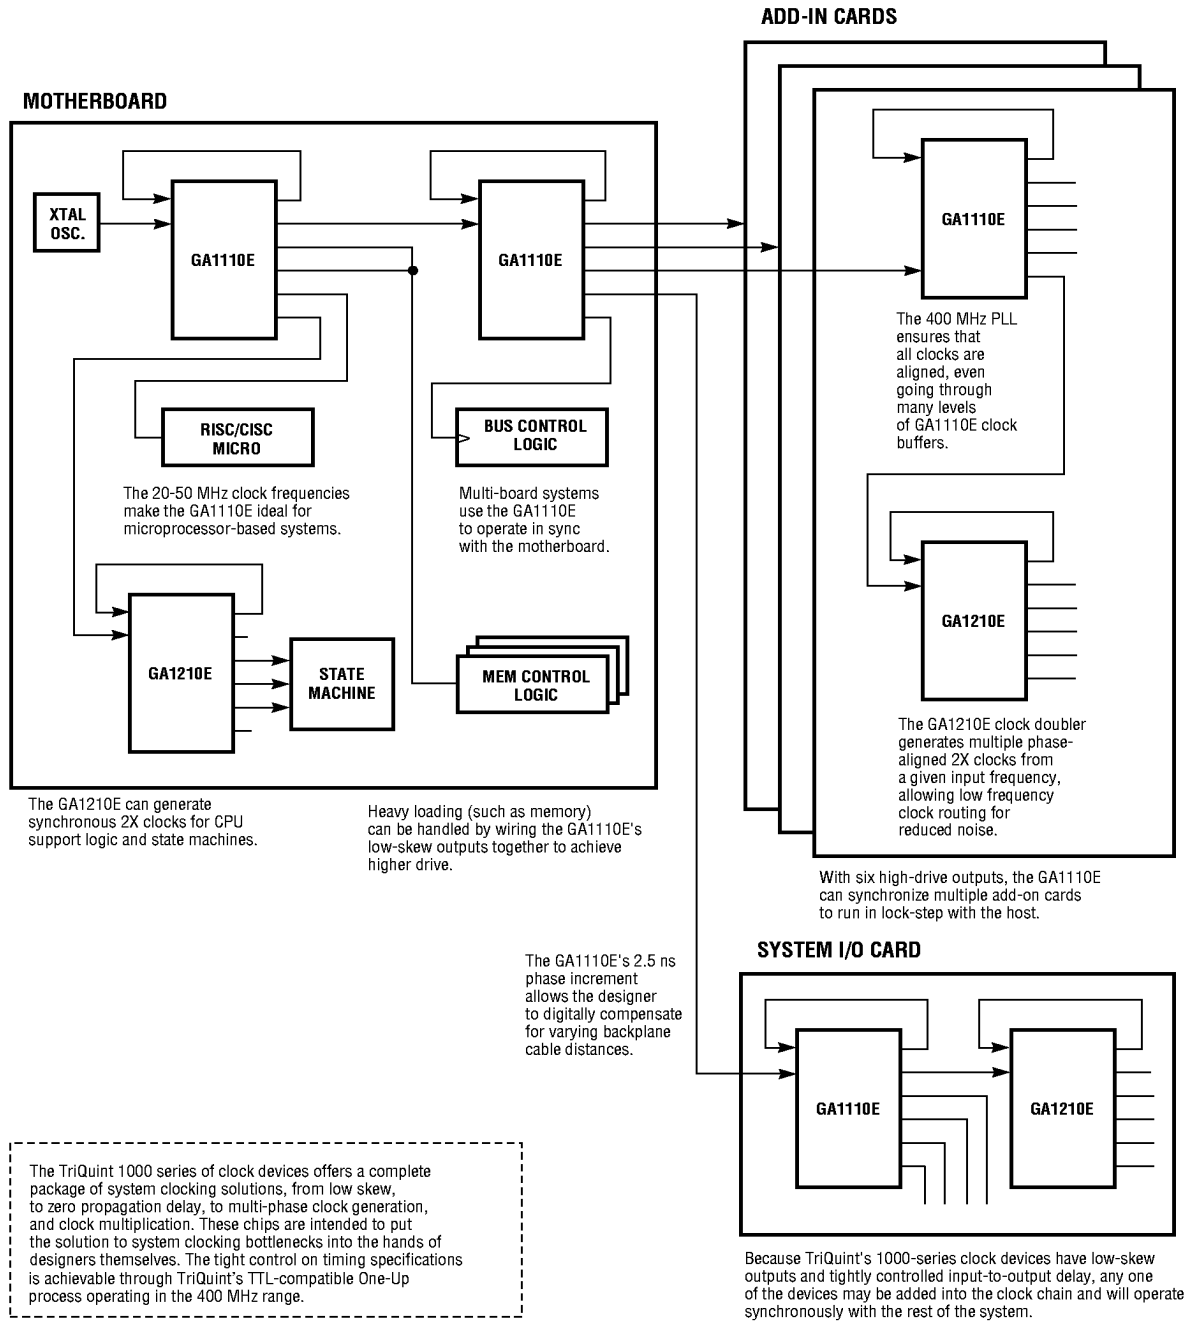 ADD-IN CARDS
MOTHERBOARD
XTAL
OSC.
GA1110E
GA1110E
GA1110E
The 400 MHz PLL
ensures that
all clocks are
aligned, even
going through
many levels
of GA1110E clock
buffers.
RISC/CISC
MICRO
BUS CONTROL
LOGIC
The 20-50 MHz clock frequencies
make the GA1110E ideal for
microprocessor-based systems.
Multi-board systems
use the GA1110E
to operate in sync
with the motherboard.
GA1210E
STATE
MACHINE
MEM CONTROL
LOGIC
GA1210E
The GA1210E clock doubler
generates multiple phase-
aligned 2X clocks from
a given input frequency,
allowing low frequency
clock routing for
reduced noise.
The GA1210E can generate
synchronous 2X clocks for CPU
support logic and state machines.
Heavy loading (such as memory)
can be handled by wiring the GA1110E's
low-skew outputs together to achieve
higher drive.
With six high-drive outputs, the GA1110E
can synchronize multiple add-on cards
to run in lock-step with the host.
SYSTEM I/O CARD
The GA1110E's 2.5 ns
phase increment
allows the designer
to digitally compensate
for varying backplane
cable distances.
GA1110E
GA1210E
The TriQuint 1000 series of clock devices offers a complete
package of system clocking solutions, from low skew,
to zero propagation delay, to multi-phase clock generation,
and clock multiplication. These chips are intended to put
the solution to system clocking bottlenecks into the hands of
designers themselves. The tight control on timing specifications
is achievable through TriQuint's TTL-compatible One-Up
process operating in the 400 MHz range.
Because TriQuint's 1000-series clock devices have low-skew
outputs and tightly controlled input-to-output delay, any one
of the devices may be added into the clock chain and will operate
synchronously with the rest of the system.